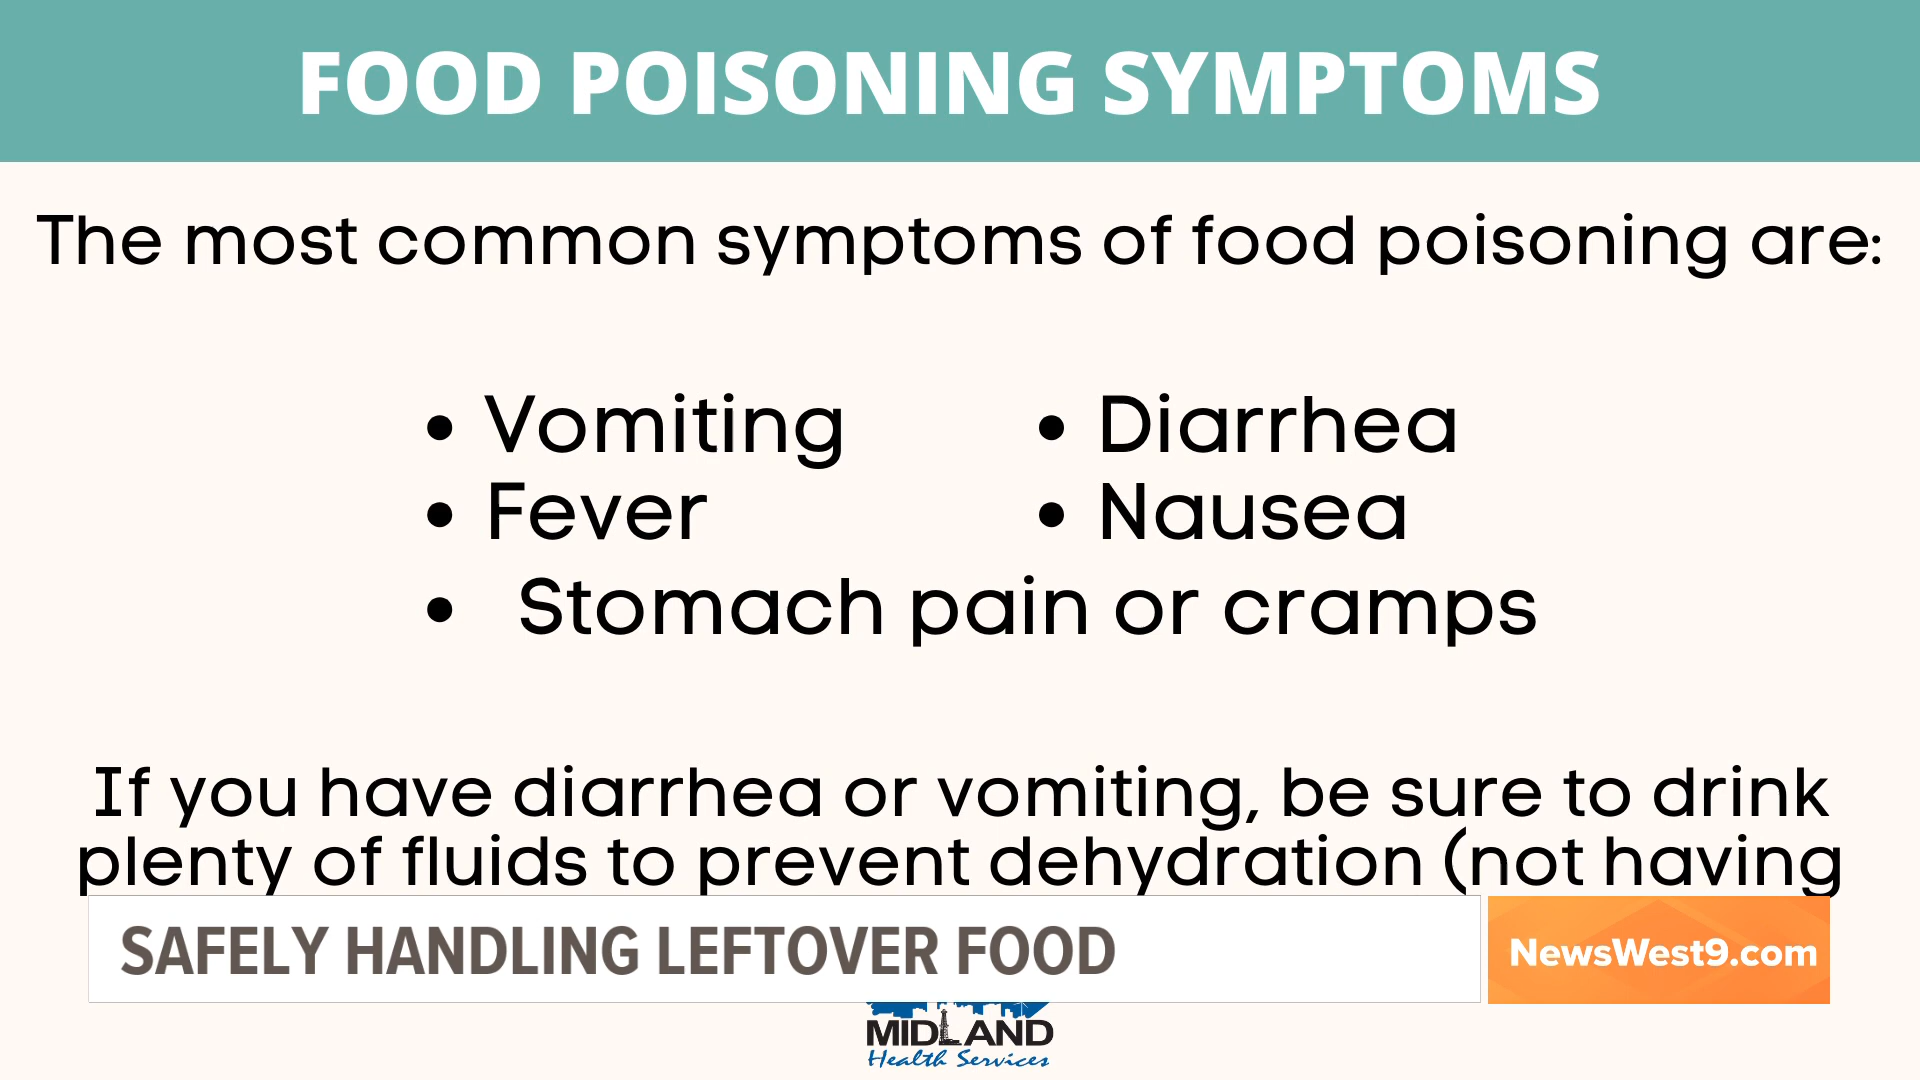 FOOD POISONING SYMPTOMS
The most common symptoms of food poisoning are:
• Vomiting
• Diarrhea
• Fever
• Nausea
• Stomach pain or cramps
If you have diarrhea or vomiting, be sure to drink
plenty of fluids to prevent dehydration (not having
SAFELY HANDLING LEFTOVER FOOD
NewsWest9.com
MIDLAND
Health Services